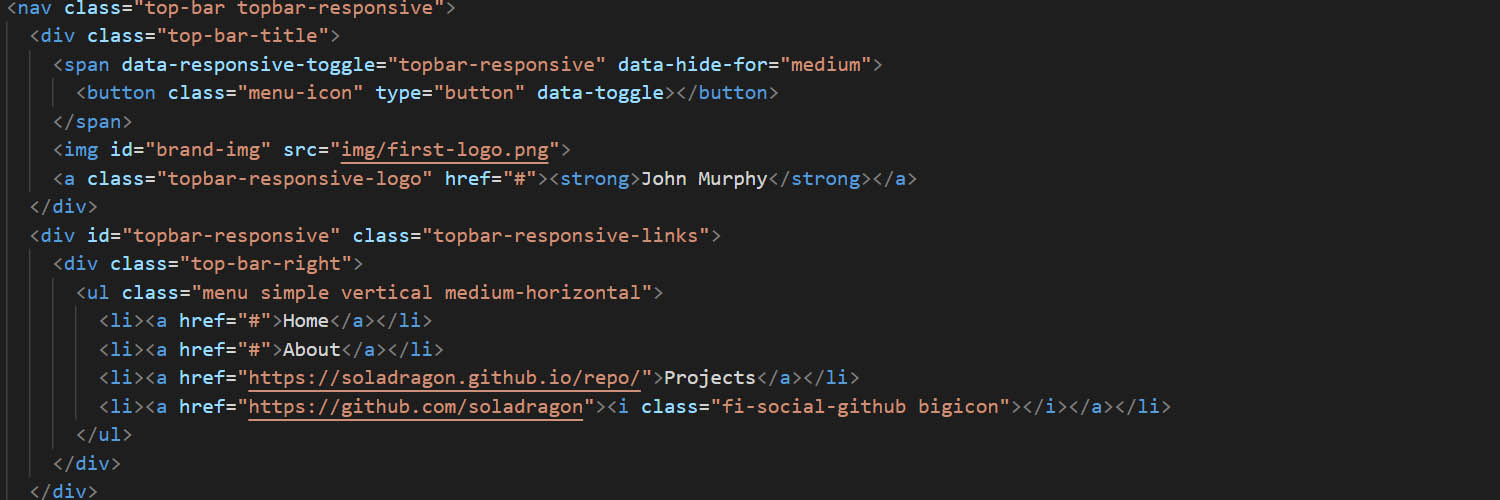 <nav class="top-bar topbar-responsive">
<div class="top-bar-title">
<span data-responsive-toggle="topbar-responsive" data-hide-for="medium">
<button class="menu-icon" type="button" data-toggle></button>
</span>
<img id="brand-img" src="img/first-logo.png">
<a class="topbar-responsive-logo" href="#"><strong>John Murphy</strong></a>
</div>
<div id="topbar-responsive" class="topbar-responsive-links">
<div class="top-bar-right">
<ul class="menu simple vertical medium-horizontal">
<li><a href="#">Home</a></li>
<li><a href="#">About</a></li>
<li><a href="https://soladragon.github.io/repo/">Projects</a></li>
<li><a href="https://github.com/soladragon"><i class="fi-social-github bigicon"></i></a></li>
</ul>
</div>
</div>